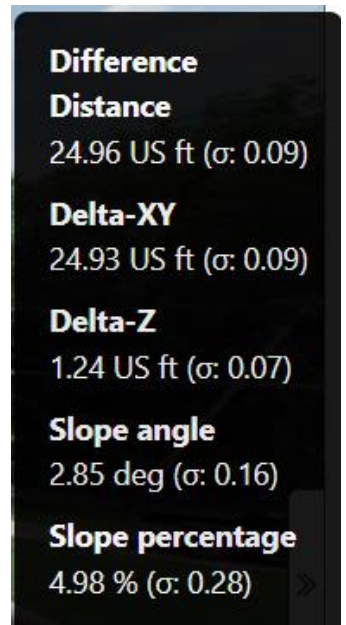 Difference
Distance
24.96 US ft (σ: 0.09)
Delta-XY
24.93 US ft (σ: 0.09)
Delta-Z
1.24 US ft (σ: 0.07)
Slope angle
2.85 deg (σ: 0.16)
Slope percentage
4.98 % (σ: 0.28)